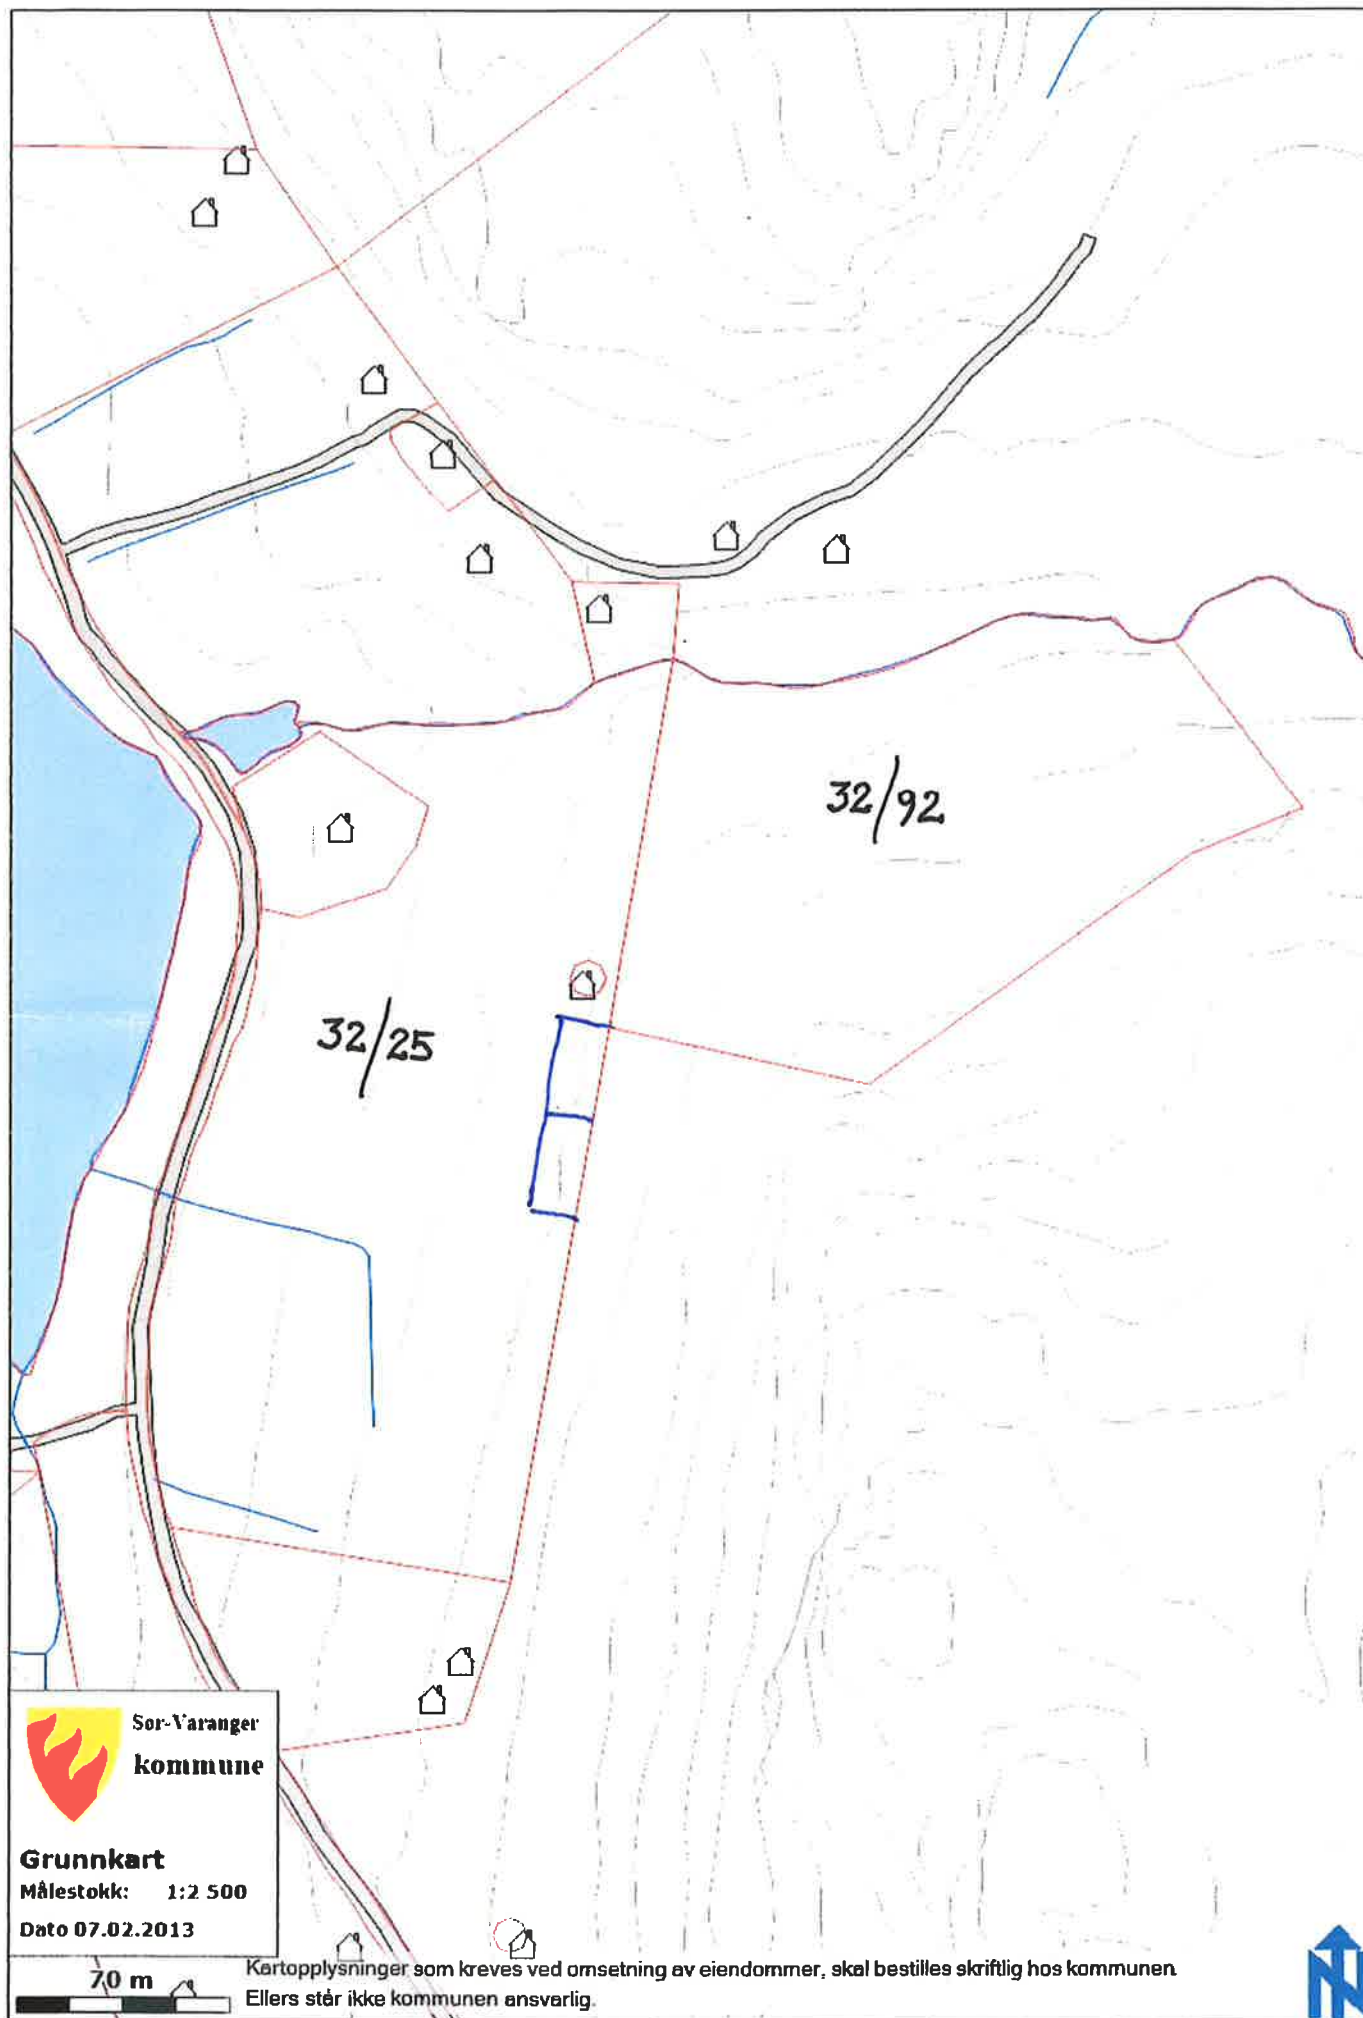 32/92
32/25
Sør-Varanger
kommune
Grunnkart
Målestokk: 1:2 500
Dato 07.02.2013
70 m
Kartopplysninger som kreves ved omsetning av eiendommer, skal bestilles skriftlig hos kommunen.
Ellers står ikke kommunen ansvarlig.
N